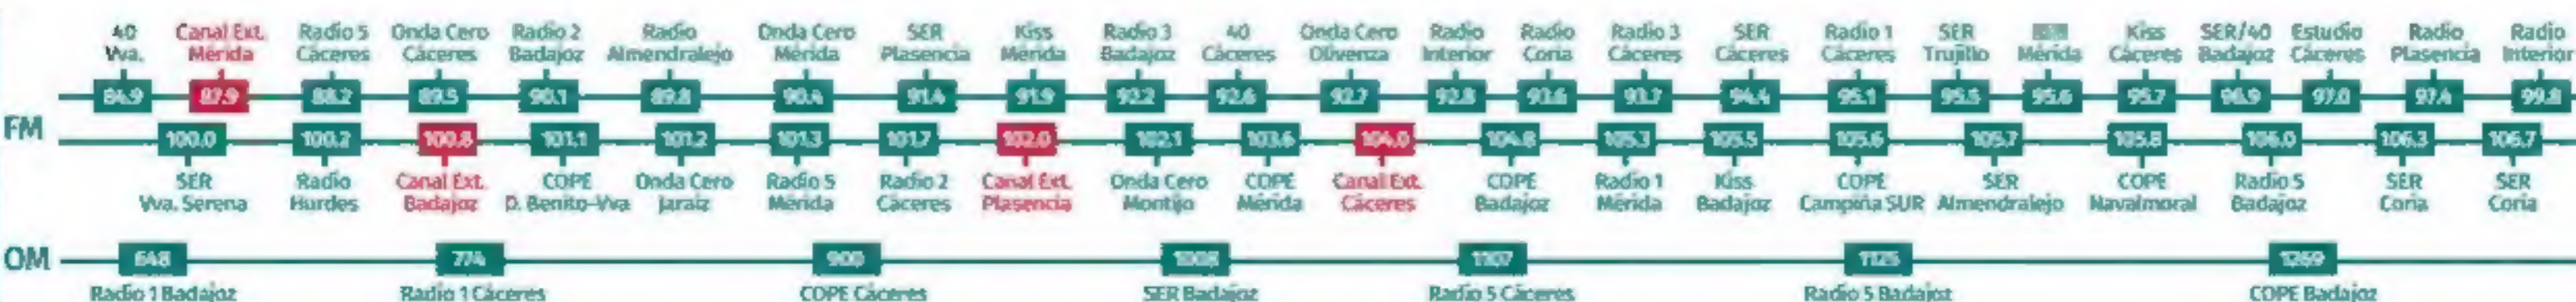 40 Vva.
Canal Ext. Mérida
Radio 5 Cáceres
Onda Cero Cáceres
Radio 2 Badajoz
Radio Almendralejo
Onda Cero Mérida
SER Plasencia
Kiss Mérida
Radio 3 Badajoz
40 Cáceres
Onda Cero Olivenza
Radio Interior
Radio Coria
Radio 3 Cáceres
SER Cáceres
Radio 1 Cáceres
SER Trujillo
Mérida
Kiss Cáceres
SER/40 Badajoz
Estudio Cáceres
Radio Plasencia
Radio Interior
84.9 87.9 88.2 89.5 90.1 89.8 90.4 91.4 91.9 92.2 92.6 92.7 92.8 93.6 93.7 94.4 95.1 95.5 95.6 95.7 96.9 97.0 97.4 99.8
FM
100.0 100.2 100.8 101.1 101.2 101.3 101.7 102.0 102.1 103.6 104.0 104.8 105.3 105.5 105.6 105.7 105.8 106.0 106.3 106.7
SER Vva. Serena
Radio Hurdes
Canal Ext. Badajoz
COPE D. Benito-Vva
Onda Cero Jaraíz
Radio 5 Mérida
Radio 2 Cáceres
Canal Ext. Plasencia
Onda Cero Montijo
COPE Mérida
Canal Ext. Cáceres
COPE Badajoz
Radio 1 Mérida
Kiss Badajoz
COPE Campiña SUR
SER Almendralejo
COPE Navalmoral
Radio 5 Badajoz
SER Coria
SER Coria
OM
648 774 900 1008 1107 1125 1269
Radio 1 Badajoz
Radio 1 Cáceres
COPE Cáceres
SER Badajoz
Radio 5 Cáceres
Radio 5 Badajoz
COPE Badajoz